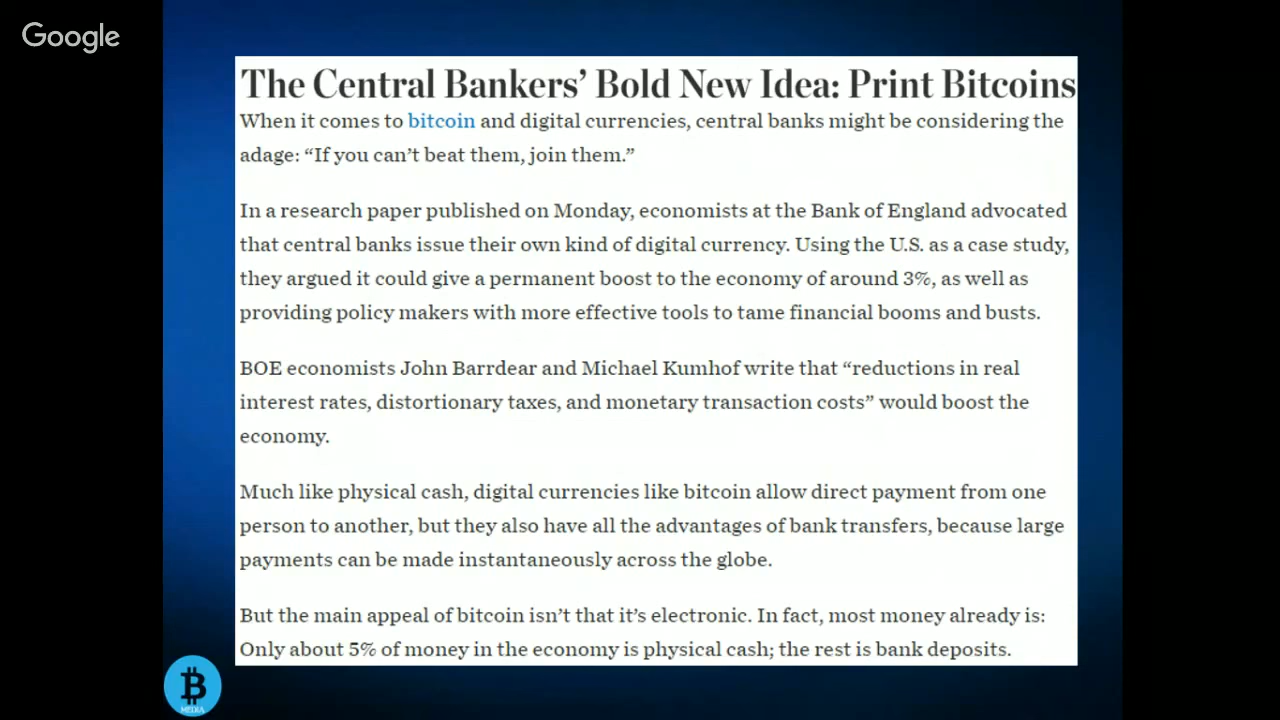 Google
The Central Bankers’ Bold New Idea: Print Bitcoins
When it comes to bitcoin and digital currencies, central banks might be considering the
adage: “If you can’t beat them, join them.”
In a research paper published on Monday, economists at the Bank of England advocated
that central banks issue their own kind of digital currency. Using the U.S. as a case study,
they argued it could give a permanent boost to the economy of around 3%, as well as
providing policy makers with more effective tools to tame financial booms and busts.
BOE economists John Barrdear and Michael Kumhof write that “reductions in real
interest rates, distortionary taxes, and monetary transaction costs” would boost the
economy.
Much like physical cash, digital currencies like bitcoin allow direct payment from one
person to another, but they also have all the advantages of bank transfers, because large
payments can be made instantaneously across the globe.
But the main appeal of bitcoin isn’t that it’s electronic. In fact, most money already is:
Only about 5% of money in the economy is physical cash; the rest is bank deposits.
MEDIA